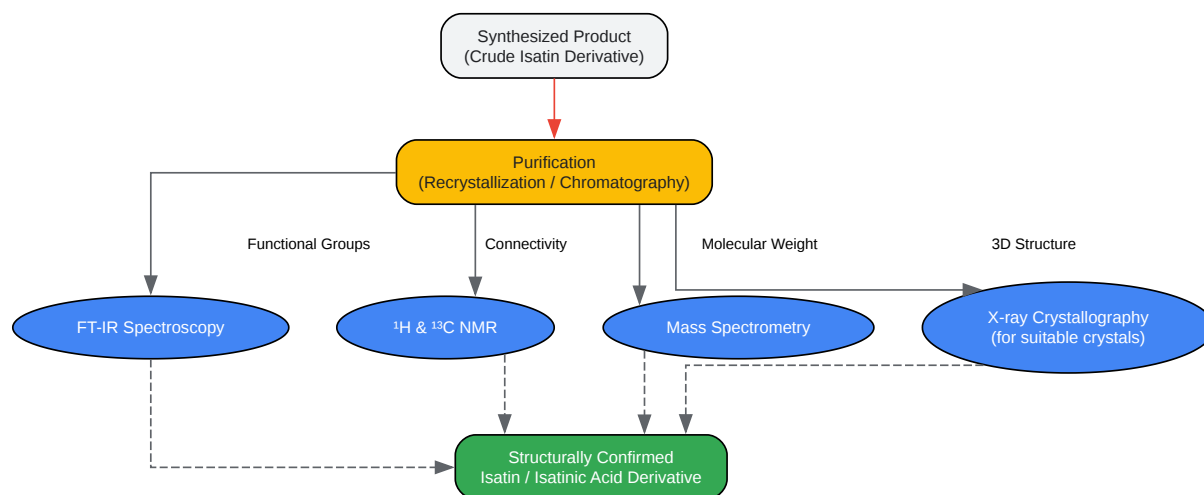 Synthesized Product
(Crude Isatin Derivative)
Purification
(Recrystallization / Chromatography)
Functional Groups
Connectivity
Molecular Weight
3D Structure
FT-IR Spectroscopy
¹H & ¹³C NMR
Mass Spectrometry
X-ray Crystallography
(for suitable crystals)
Structurally Confirmed
Isatin / Isatinic Acid Derivative